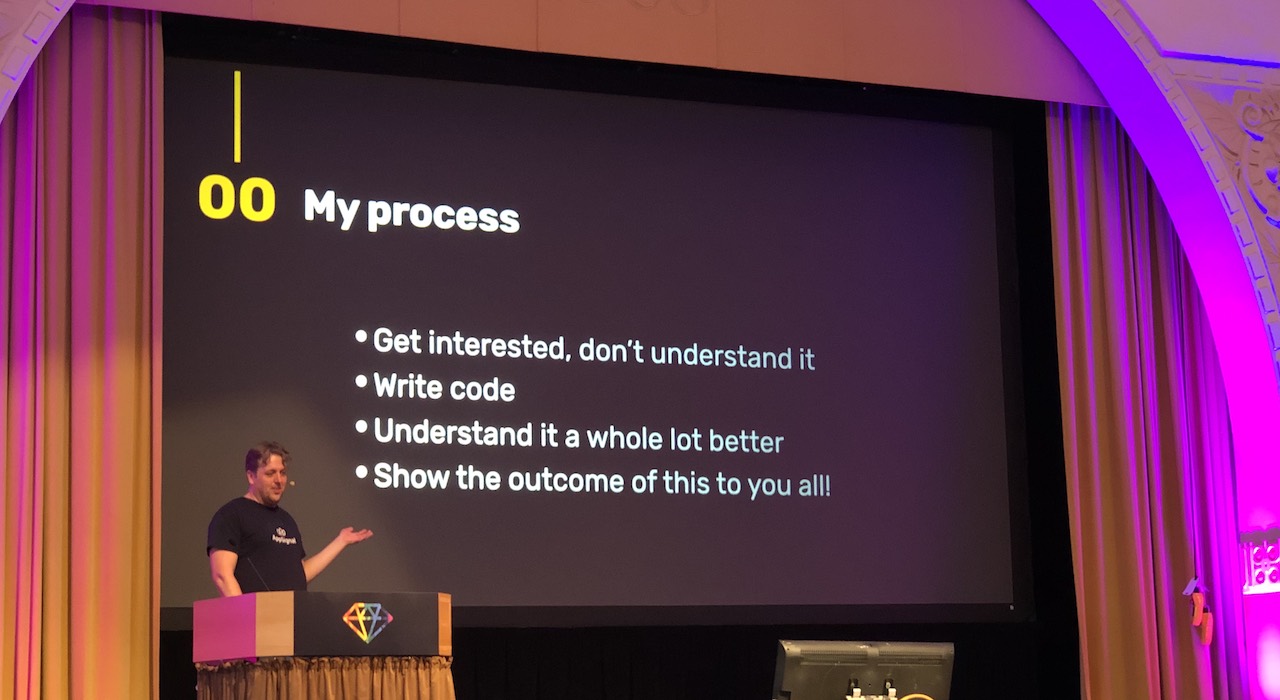 00 My process
• Get interested, don't understand it
• Write code
• Understand it a whole lot better
• Show the outcome of this to you all!
AppSignal